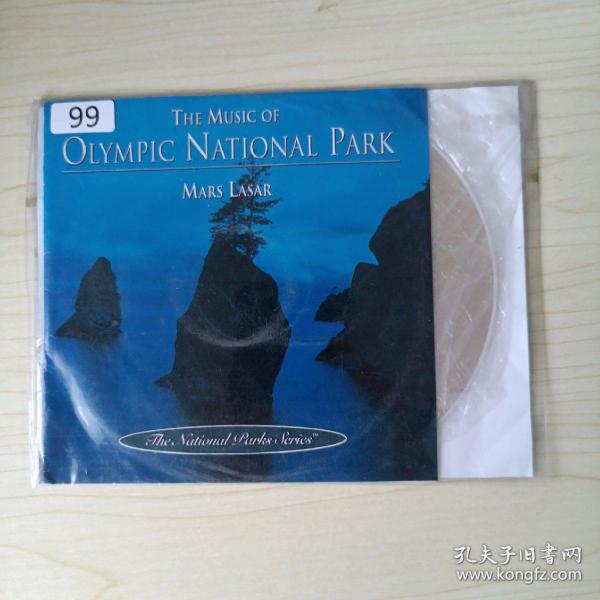 99
THE MUSIC OF
OLYMPIC NATIONAL PARK
MARS LASAR
The National Parks Series™
孔夫子旧书网
www.kongfz.com